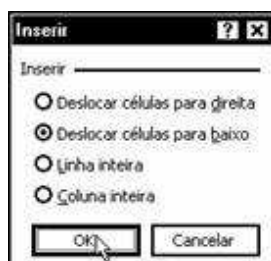 Inserir
Inserir
Deslocar células para direita
Deslocar células para baixo
Linha inteira
Coluna inteira
OK
Cancelar